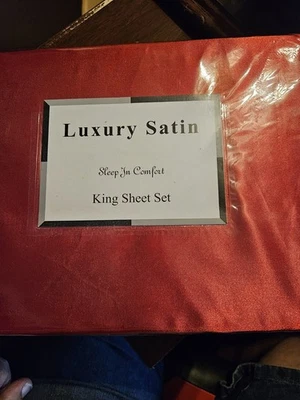 Luxury Satin
Sleep In Comfort
King Sheet Set